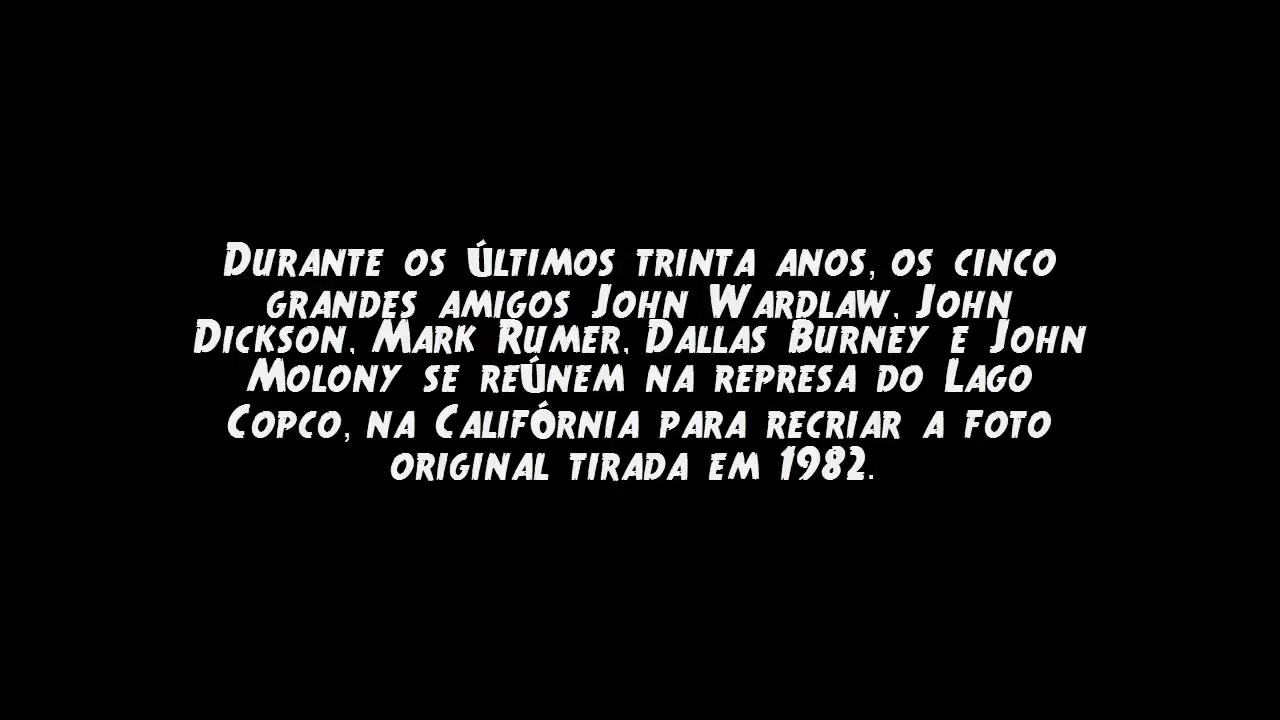 Durante os últimos trinta anos, os cinco
grandes amigos John Wardlaw, John
Dickson, Mark Rumer, Dallas Burney e John
Molony se reúnem na represa do Lago
Copco, na Califórnia para recriar a foto
original tirada em 1982.